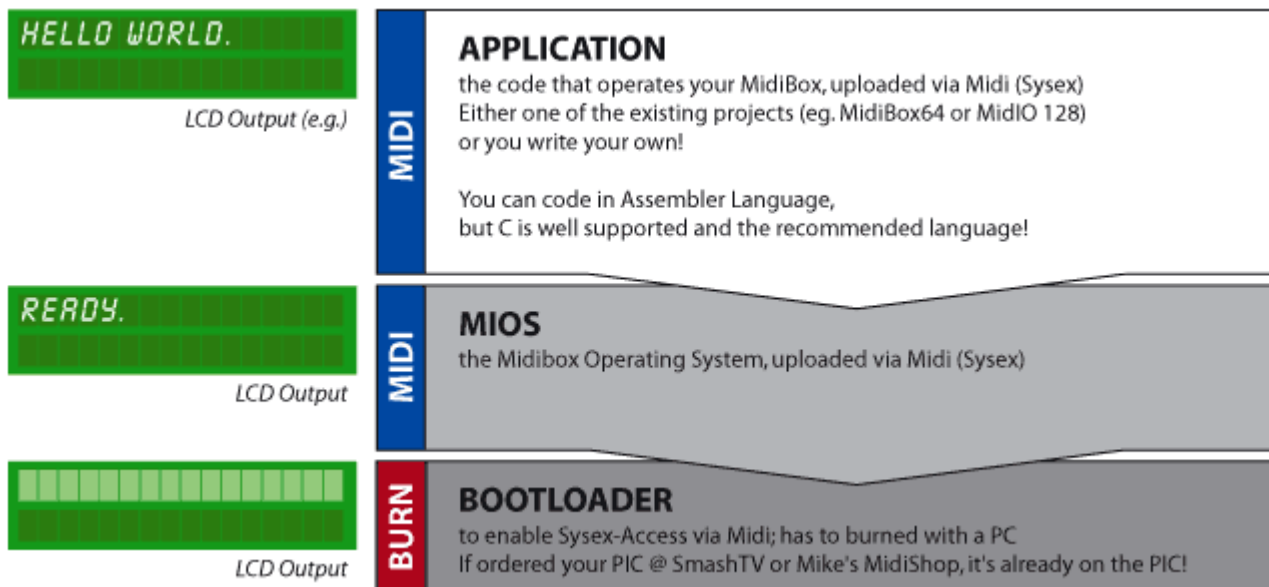 HELLO WORLD.
LCD Output (e.g.)
MIDI
APPLICATION
the code that operates your MidiBox, uploaded via Midi (Sysex)
Either one of the existing projects (eg. MidiBox64 or MidIO 128)
or you write your own!
You can code in Assembler Language,
but C is well supported and the recommended language!
READY.
LCD Output
MIDI
MIOS
the Midibox Operating System, uploaded via Midi (Sysex)
LCD Output
BURN
BOOTLOADER
to enable Sysex-Access via Midi; has to burned with a PC
If ordered your PIC @ SmashTV or Mike's MidiShop, it's already on the PIC!